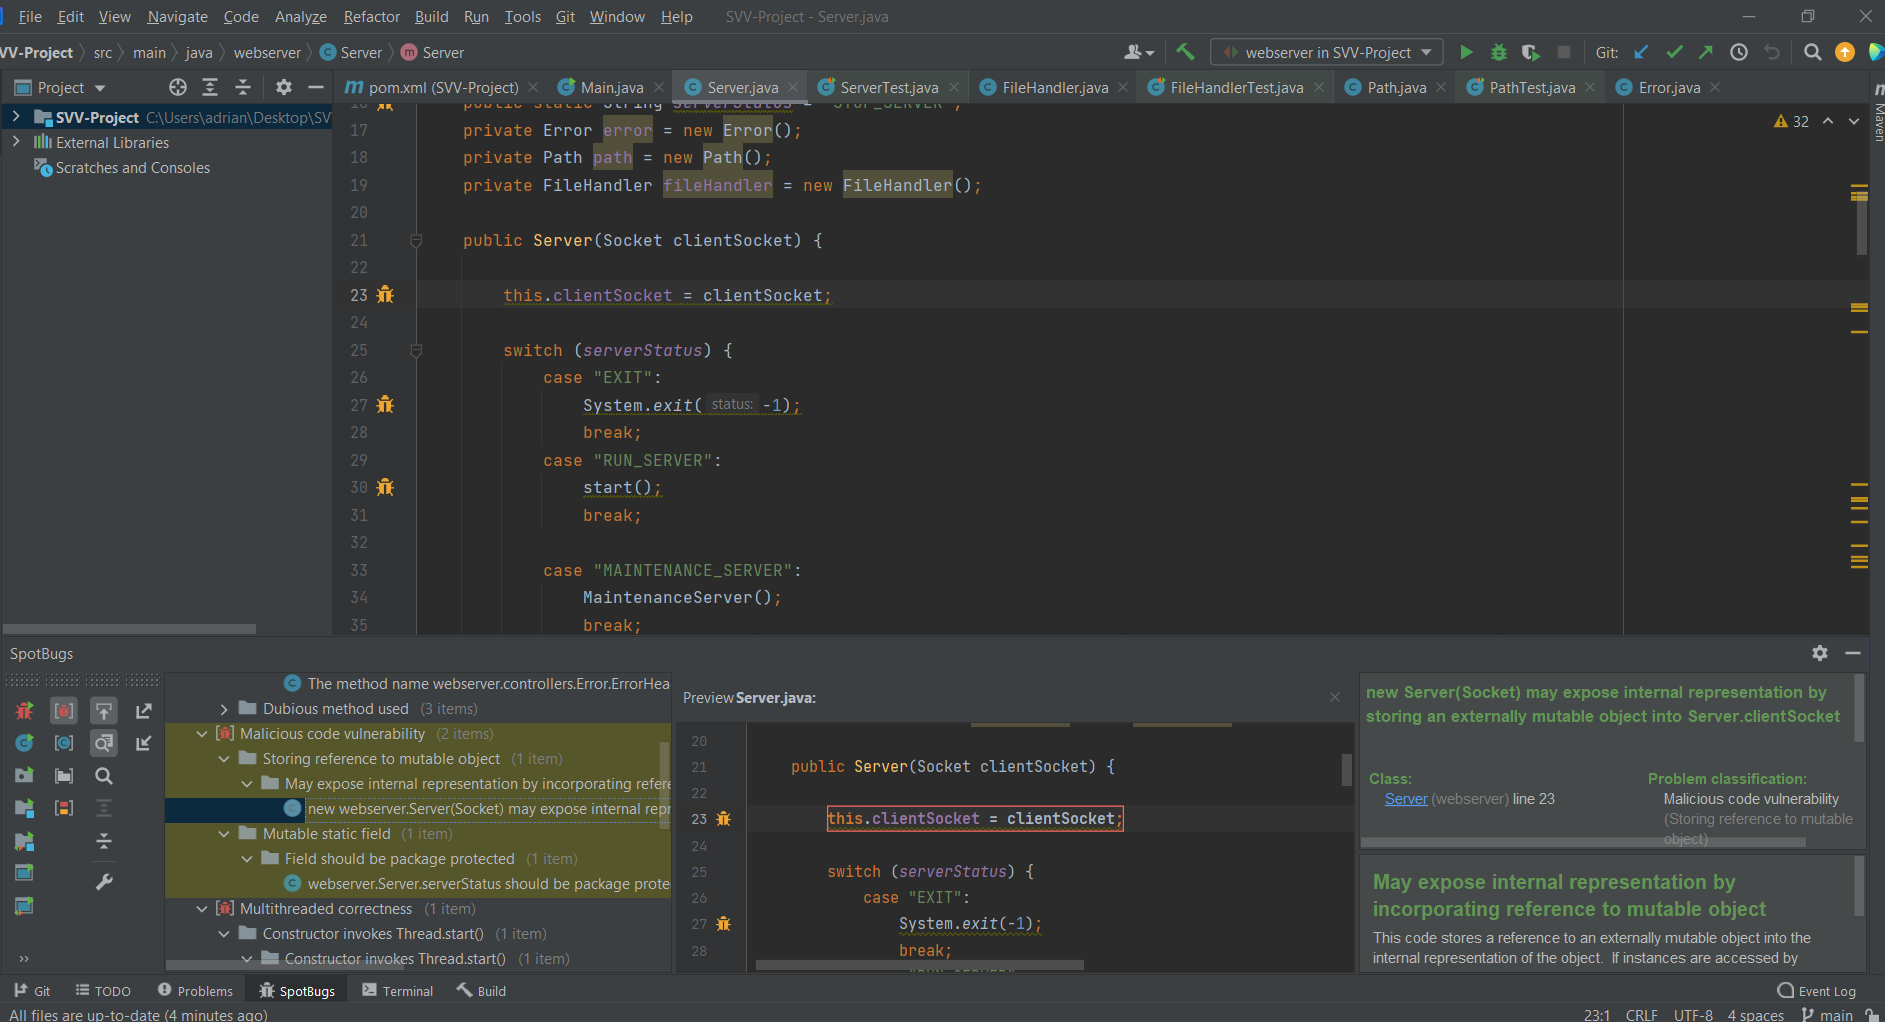 File Edit View Navigate Code Analyze Refactor Build Run Tools Git Window Help SVV-Project - Server.java
VV-Project src main java webserver Server Server webserver in SVV-Project Git:
Project pom.xml (SVV-Project) Main.java Server.java ServerTest.java FileHandler.java FileHandlerTest.java Path.java PathTest.java Error.java
Maven
SVV-Project C:\Users\adrian\Desktop\SV
External Libraries
Scratches and Consoles
32
16 public static String serverStatus = "STOP_SERVER";
17 private Error error = new Error();
18 private Path path = new Path();
19 private FileHandler fileHandler = new FileHandler();
20
21 public Server(Socket clientSocket) {
22
23 this.clientSocket = clientSocket;
24
25 switch (serverStatus) {
26 case "EXIT":
27 System.exit( status: -1);
28 break;
29 case "RUN_SERVER":
30 start();
31 break;
32
33 case "MAINTENANCE_SERVER":
34 MaintenanceServer();
35 break;
SpotBugs
The method name webserver.controllers.Error.ErrorHea
Dubious method used (3 items)
Malicious code vulnerability (2 items)
Storing reference to mutable object (1 item)
May expose internal representation by incorporating refere
new webserver.Server(Socket) may expose internal repr
Mutable static field (1 item)
Field should be package protected (1 item)
webserver.Server.serverStatus should be package prote
Multithreaded correctness (1 item)
Constructor invokes Thread.start() (1 item)
Constructor invokes Thread.start() (1 item)
Preview Server.java:
20
21 public Server(Socket clientSocket) {
22
23 this.clientSocket = clientSocket;
24
25 switch (serverStatus) {
26 case "EXIT":
27 System.exit(-1);
28 break;
new Server(Socket) may expose internal representation by
storing an externally mutable object into Server.clientSocket
Class:
Server (webserver) line 23
Problem classification:
Malicious code vulnerability
(Storing reference to mutable
object)
May expose internal representation by
incorporating reference to mutable object
This code stores a reference to an externally mutable object into the
internal representation of the object. If instances are accessed by
Git TODO Problems SpotBugs Terminal Build Event Log
All files are up-to-date (4 minutes ago) 23:1 CRLF UTF-8 4 spaces main